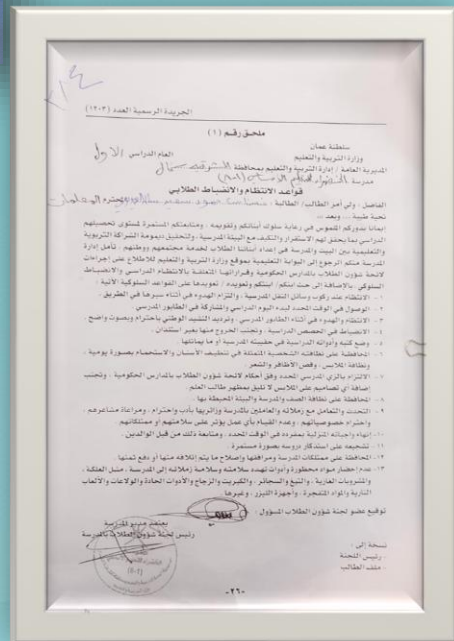 الجريدة الرسمية العدد (١٢٠٣)
ملحق رقم (١)
سلطنة عمان
وزارة التربية والتعليم
العام الدراسي
المديرية العامة / إدارة التربية والتعليم بمحافظة الشرقية شمال
مدرسة
قواعد الانتظام والانضباط الطلابي
الفاضل : ولي أمر الطالب/ الطالبة : المحترم
تحية طيبة ... وبعد ،،
إيمانا بدوركم الملموس في رعاية سلوك أبنائكم وتقويمه ، ومتابعتكم المستمرة لمستوى تحصيلهم
الدراسي بما يحقق لهم الاستقرار والتكيف مع البيئة المدرسية ، ولتحقيق ديمومة الشراكة التربوية
والتعليمية بين البيت والمدرسة في إعداد أبنائنا الطلاب لخدمة مجتمعهم ووطنهم ، تأمل إدارة
المدرسة منكم الرجوع إلى البوابة التعليمية بموقع وزارة التربية والتعليم للاطلاع على إجراءات
لائحة شؤون الطلاب بالمدارس الحكومية وقراراتها المتعلقة بالانتظام الدراسي والانضباط
السلوكي ، بالإضافة إلى حث ابنكم / ابنتكم وتعويده / تعويدها على القواعد السلوكية الآتية :
١- الانتظام عند ركوب وسائل النقل المدرسية ، والتزام الهدوء في أثناء سيرها في الطريق .
٢- الوصول في الوقت المحدد لبدء اليوم الدراسي والمشاركة في الطابور المدرسي .
٣- الانتظام والهدوء في أثناء الطابور المدرسي ، وترديد النشيد الوطني باحترام وبصوت واضح .
٤- الانضباط في الحصص الدراسية ، وتجنب الخروج منها بغير استئذان .
٥- وضع كتبه وأدواته الدراسية في حقيبته المدرسية أو ما يماثلها .
٦- المحافظة على نظافته الشخصية المتمثلة في تنظيف الأسنان والاستحمام بصورة يومية ،
ونظافة الملابس ، وقص الأظافر والشعر .
٧- الالتزام بالزي المدرسي المحدد وفق أحكام لائحة شؤون الطلاب بالمدارس الحكومية ، وتجنب
إضافة أي تصاميم على الملابس لا تليق بمظهر طالب العلم .
٨- المحافظة على نظافة الصف والمدرسة والبيئة المحيطة بها .
٩- التحدث والتعامل مع زملائه والعاملين بالمدرسة وزائريها بأدب واحترام ، ومراعاة مشاعرهم ،
واحترام خصوصياتهم ، وعدم القيام بأي عمل يؤثر على سلامتهم أو ممتلكاتهم .
١٠- إنهاء واجباته المنزلية بمفرده في الوقت المحدد ، ومتابعة ذلك من قبل الوالدين .
١١- تشجيعه على استذكار دروسه بصورة مستمرة .
١٢- المحافظة على ممتلكات المدرسة ومرافقها وإصلاح ما يتم إتلافه منها أو دفع ثمنها .
١٣- عدم إحضار مواد محظورة وأدوات تهدد سلامته وسلامة زملائه إلى المدرسة ، مثل العلكة ،
والمشروبات الغازية ، والتبغ والسجائر ، والكبريت والزجاج والأدوات الحادة والولاعات والألعاب
النارية والمواد المتفجرة ، وأجهزة الليزر ، وغيرها .
توقيع عضو لجنة شؤون الطلاب المسؤول :
يعتمد مدير المدرسة
رئيس لجنة شؤون الطلاب بالمدرسة
نسخة إلى :
- رئيس اللجنة
- ملف الطالب
-٢٦٠-